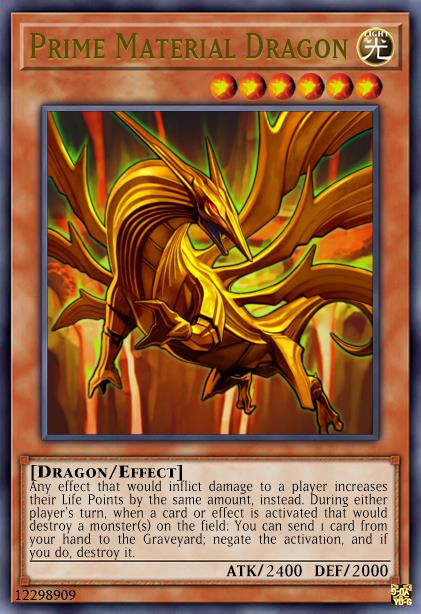 PRIME MATERIAL DRAGON
LIGHT
光
[DRAGON/EFFECT]
Any effect that would inflict damage to a player increases
their Life Points by the same amount, instead. During either
player's turn, when a card or effect is activated that would
destroy a monster(s) on the field: You can send 1 card from
your hand to the Graveyard; negate the activation, and if
you do, destroy it.
ATK/2400 DEF/2000
12298909